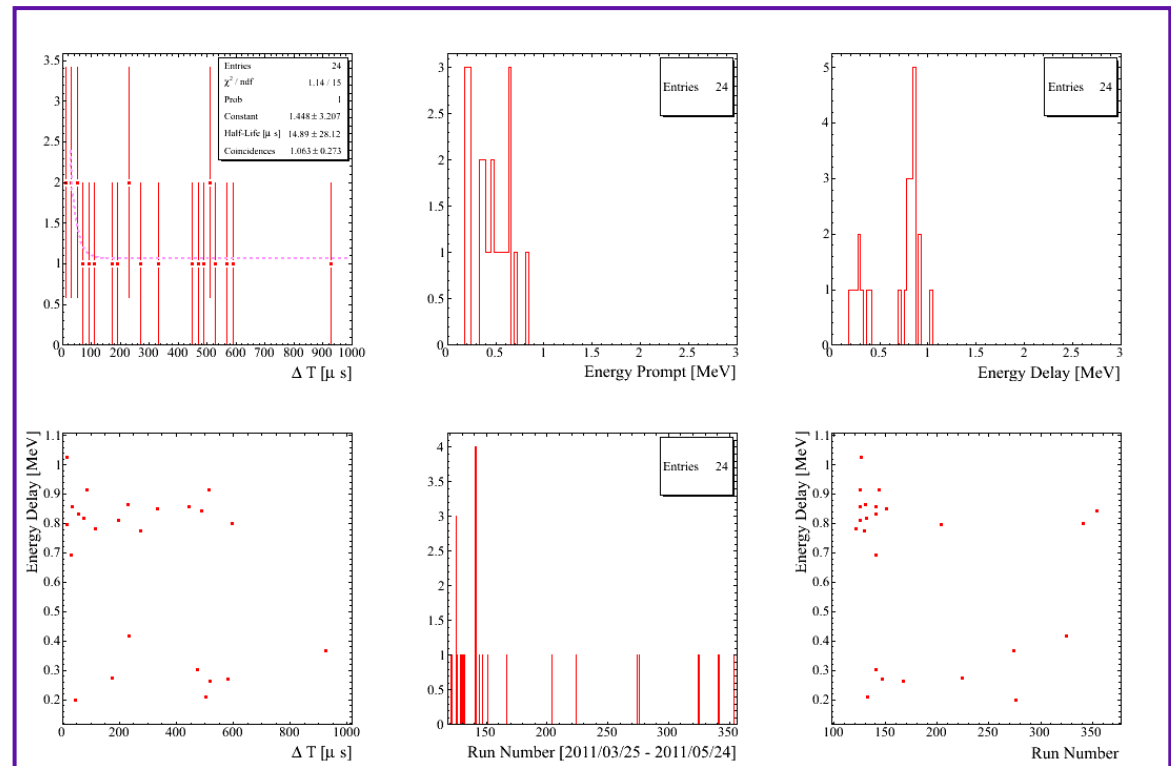 3.5
3
2.5
2
1.5
1
0.5
0
0 100 200 300 400 500 600 700 800 900 1000
Δ T [μ s]
Entries 24
χ² / ndf 1.14 / 15
Prob 1
Constant 1.448 ± 3.207
Half-Life [μ s] 14.89 ± 28.12
Coincidences 1.063 ± 0.273
3
2.5
2
1.5
1
0.5
0
0 0.5 1 1.5 2 2.5 3
Energy Prompt [MeV]
Entries 24
5
4
3
2
1
0
0 0.5 1 1.5 2 2.5 3
Energy Delay [MeV]
Entries 24
Energy Delay [MeV]
1.1
1
0.9
0.8
0.7
0.6
0.5
0.4
0.3
0.2
0 200 400 600 800 1000
Δ T [μ s]
4
3.5
3
2.5
2
1.5
1
0.5
0
150 200 250 300 350
Run Number [2011/03/25 - 2011/05/24]
Entries 24
Energy Delay [MeV]
1.1
1
0.9
0.8
0.7
0.6
0.5
0.4
0.3
0.2
100 150 200 250 300 350
Run Number